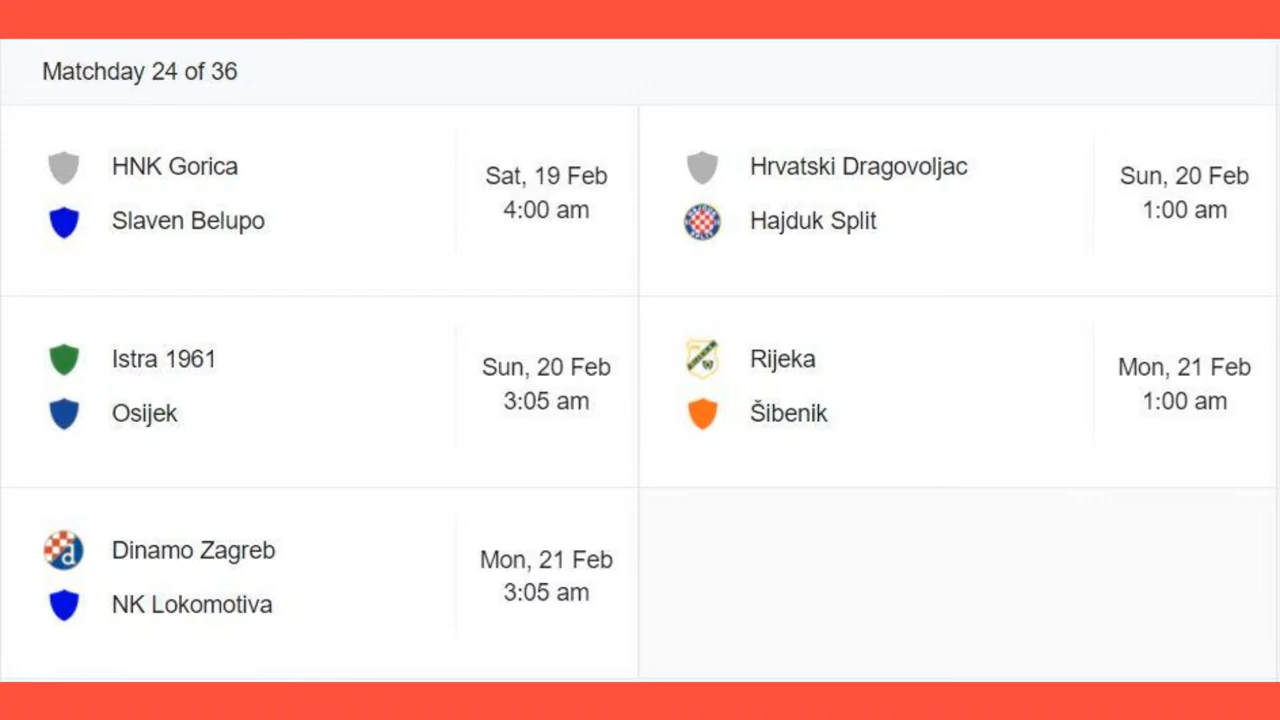 Matchday 24 of 36
HNK Gorica
Slaven Belupo
Sat, 19 Feb
4:00 am
Hrvatski Dragovoljac
Hajduk Split
Sun, 20 Feb
1:00 am
Istra 1961
Osijek
Sun, 20 Feb
3:05 am
Rijeka
Šibenik
Mon, 21 Feb
1:00 am
Dinamo Zagreb
NK Lokomotiva
Mon, 21 Feb
3:05 am